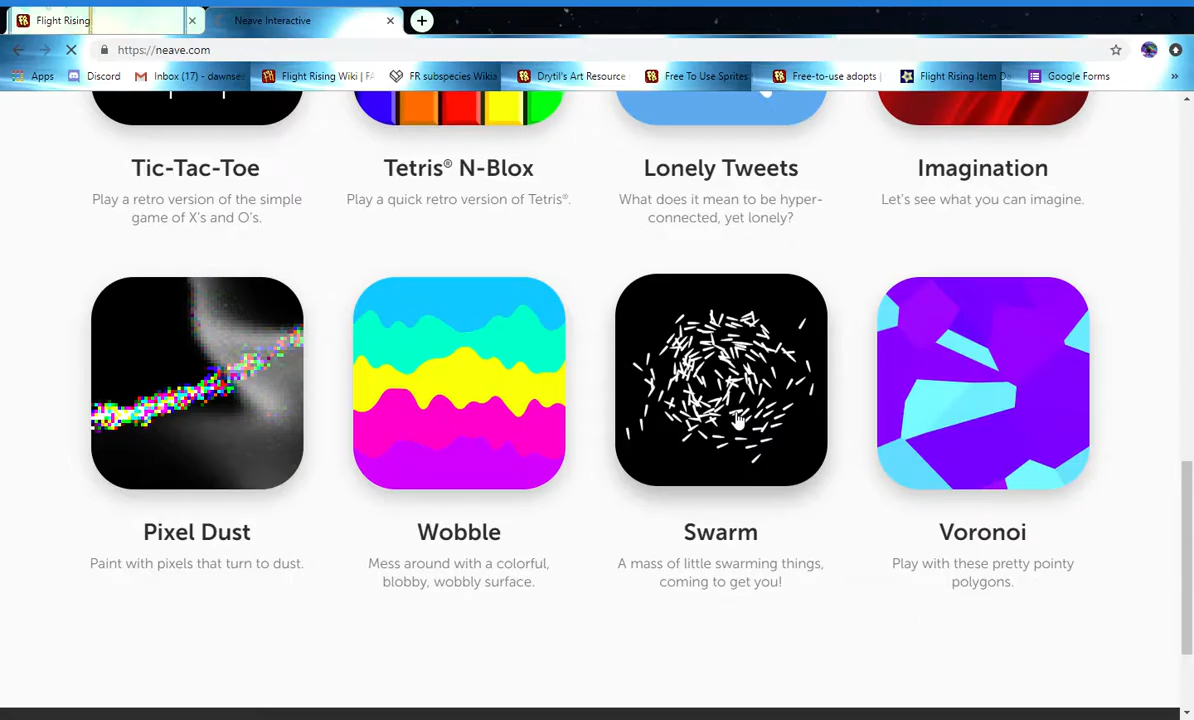 Flight Rising
Neave Interactive
https://neave.com
Apps
Discord
Inbox (17) - dawnse
Flight Rising Wiki | FA
FR subspecies Wikia
Drytil's Art Resource
Free To Use Sprites
Free-to-use adopts |
Flight Rising Item Da
Google Forms
»
Tic-Tac-Toe
Tetris® N-Blox
Lonely Tweets
Imagination
Play a retro version of the simple
game of X's and O's.
Play a quick retro version of Tetris®.
What does it mean to be hyper-
connected, yet lonely?
Let's see what you can imagine.
Pixel Dust
Wobble
Swarm
Voronoi
Paint with pixels that turn to dust.
Mess around with a colorful,
blobby, wobbly surface.
A mass of little swarming things,
coming to get you!
Play with these pretty pointy
polygons.